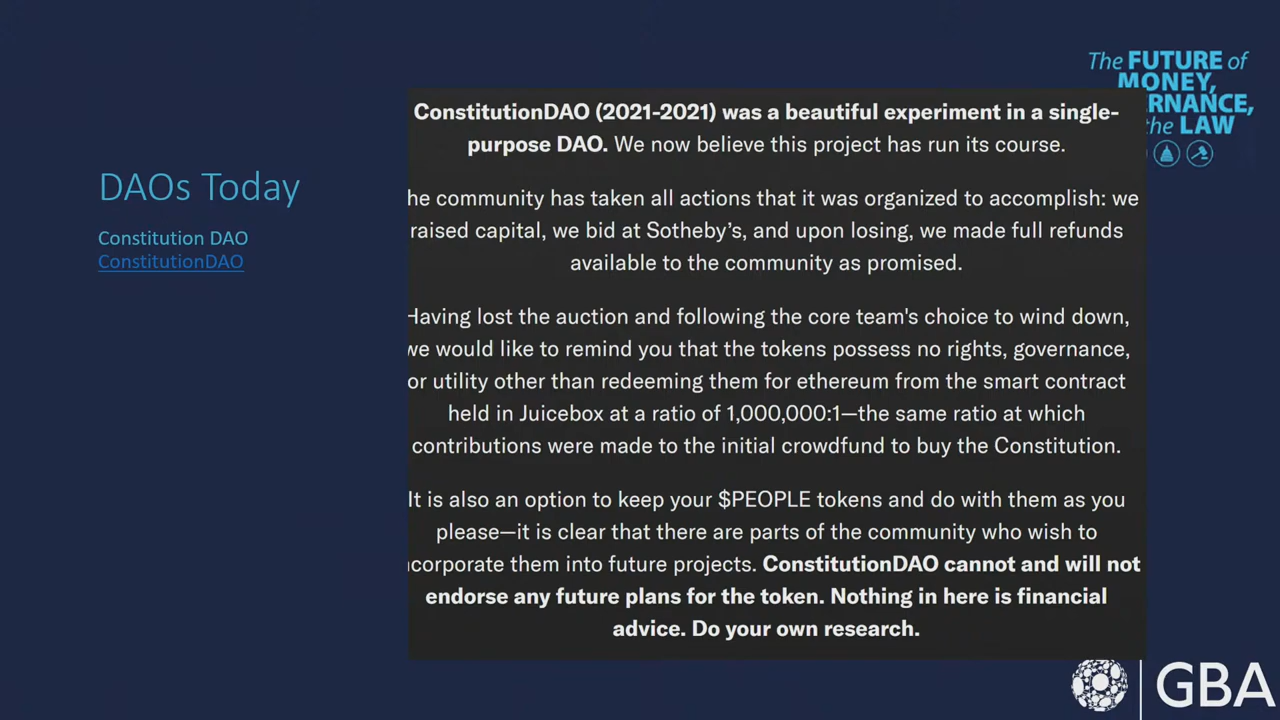 The FUTURE of
MONEY,
ERNANCE,
the LAW
DAOs Today
Constitution DAO
ConstitutionDAO
ConstitutionDAO (2021-2021) was a beautiful experiment in a single-
purpose DAO. We now believe this project has run its course.
he community has taken all actions that it was organized to accomplish: we
raised capital, we bid at Sotheby's, and upon losing, we made full refunds
available to the community as promised.
Having lost the auction and following the core team's choice to wind down,
we would like to remind you that the tokens possess no rights, governance,
or utility other than redeeming them for ethereum from the smart contract
held in Juicebox at a ratio of 1,000,000:1—the same ratio at which
contributions were made to the initial crowdfund to buy the Constitution.
It is also an option to keep your $PEOPLE tokens and do with them as you
please—it is clear that there are parts of the community who wish to
ncorporate them into future projects. ConstitutionDAO cannot and will not
endorse any future plans for the token. Nothing in here is financial
advice. Do your own research.
GBA